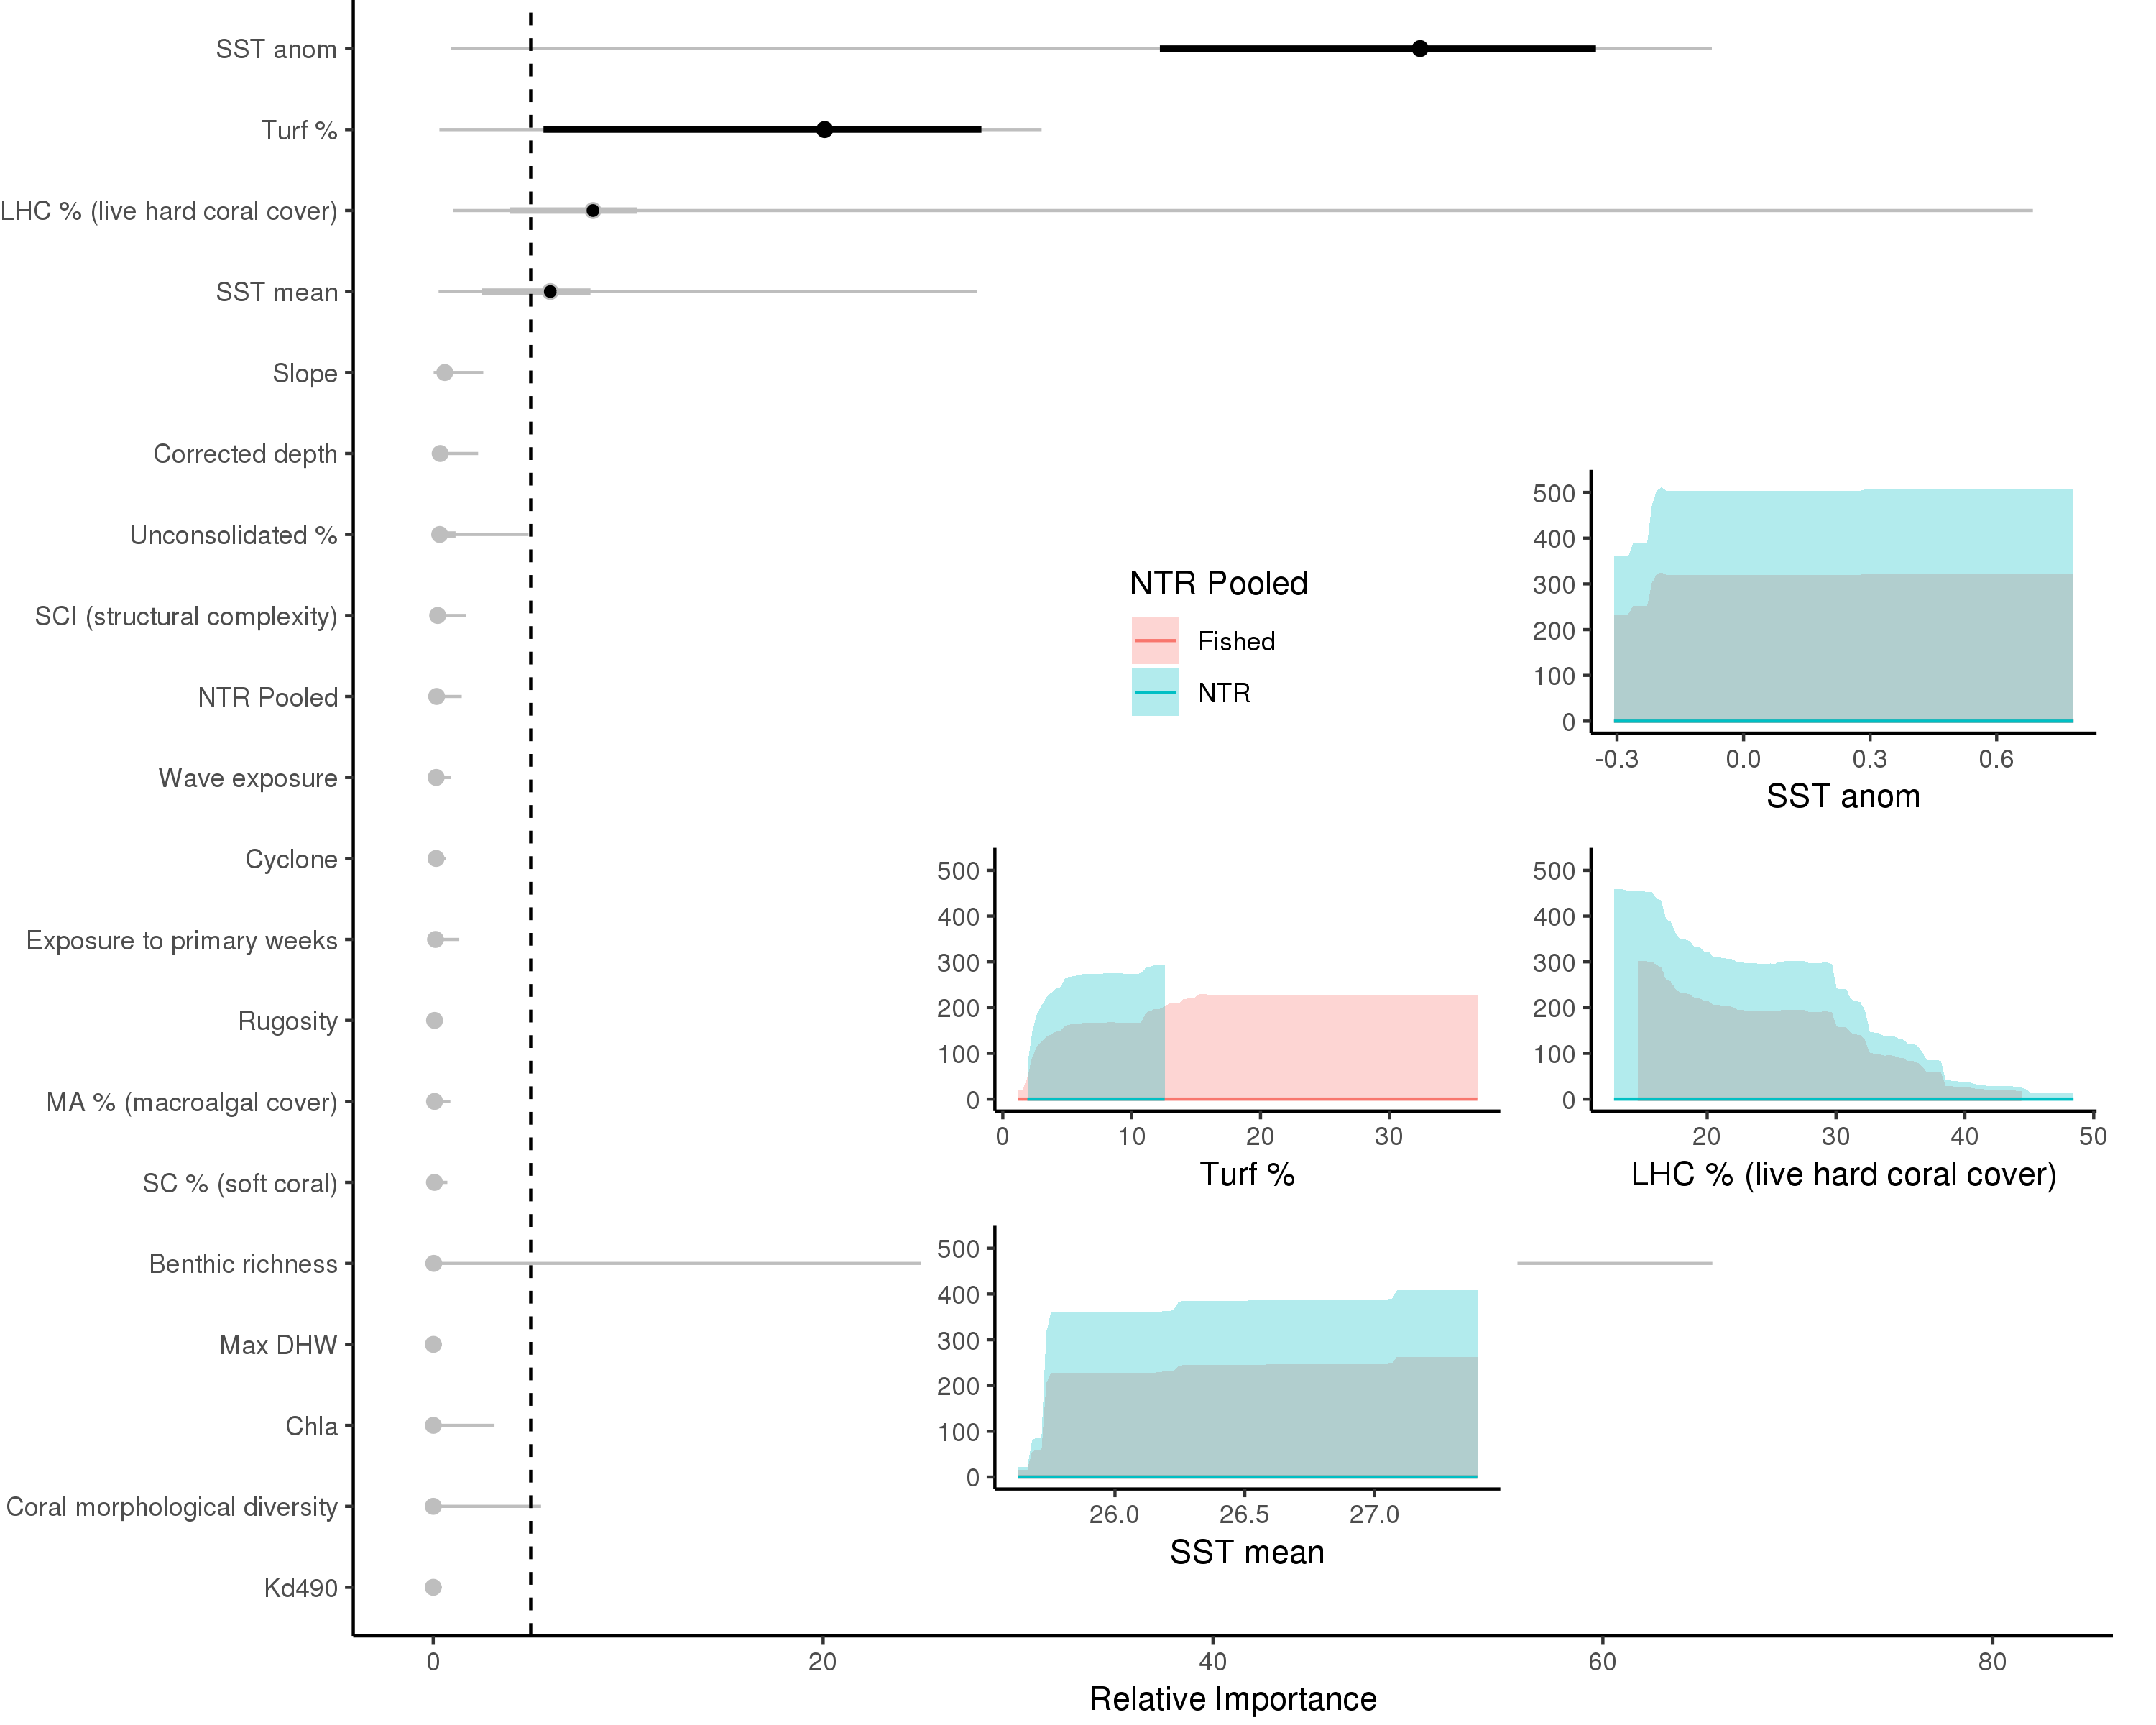 SST anom
Turf %
LHC % (live hard coral cover)
SST mean
Slope
Corrected depth
Unconsolidated %
SCI (structural complexity)
NTR Pooled
Wave exposure
Cyclone
Exposure to primary weeks
Rugosity
MA % (macroalgal cover)
SC % (soft coral)
Benthic richness
Max DHW
Chla
Coral morphological diversity
Kd490
0 20 40 60 80
Relative Importance
NTR Pooled
Fished
NTR
500
400
300
200
100
0
-0.3 0.0 0.3 0.6
SST anom
500
400
300
200
100
0
0 10 20 30
Turf %
500
400
300
200
100
0
20 30 40 50
LHC % (live hard coral cover)
500
400
300
200
100
0
26.0 26.5 27.0
SST mean